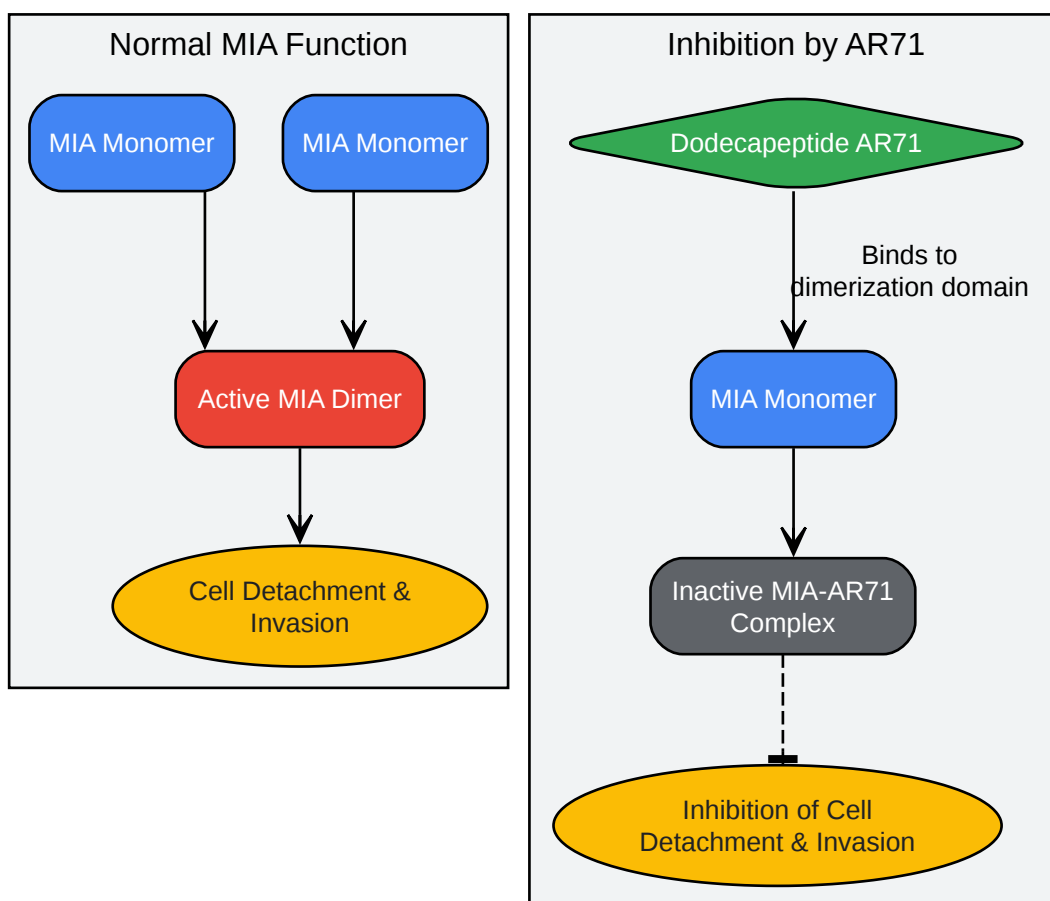 Normal MIA Function
MIA Monomer
MIA Monomer
Active MIA Dimer
Cell Detachment &
Invasion
Inhibition by AR71
Dodecapeptide AR71
Binds to
dimerization domain
MIA Monomer
Inactive MIA-AR71
Complex
Inhibition of Cell
Detachment & Invasion